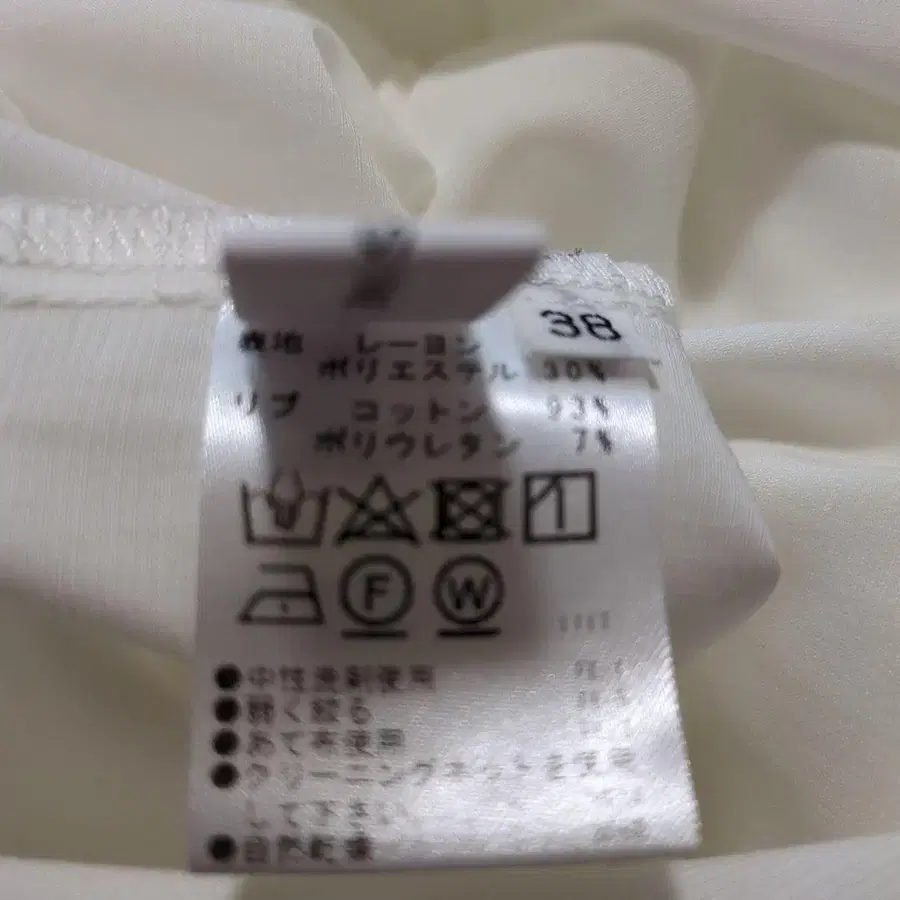 38
表地 レーヨン
ポリエステル 30%
リブ コットン 93%
ポリウレタン 7%
F W
●中性洗剤使用
●弱く絞る
●あて布使用
●クリーニングネットを使用
して下さい
●自然乾燥